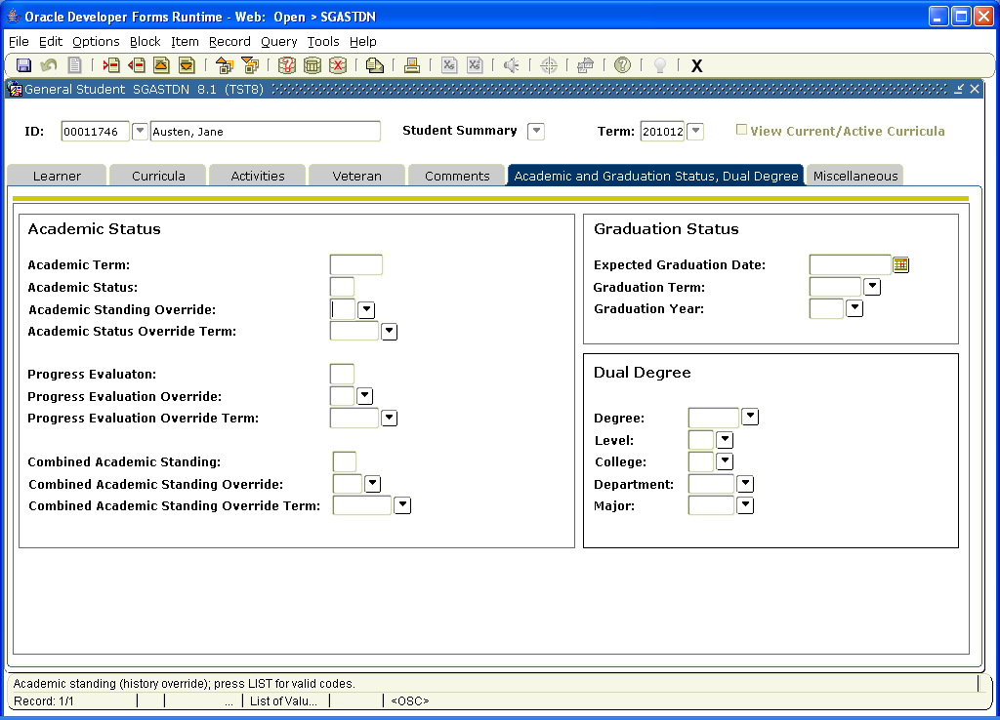 Oracle Developer Forms Runtime - Web: Open > SGASTDN
File Edit Options Block Item Record Query Tools Help
X
General Student SGASTDN 8.1 (TST8)
ID: 00011746 Austen, Jane Student Summary Term: 201012 View Current/Active Curricula
Learner Curricula Activities Veteran Comments Academic and Graduation Status, Dual Degree Miscellaneous
Academic Status
Academic Term:
Academic Status:
Academic Standing Override:
Academic Status Override Term:
Progress Evaluaton:
Progress Evaluation Override:
Progress Evaluation Override Term:
Combined Academic Standing:
Combined Academic Standing Override:
Combined Academic Standing Override Term:
Graduation Status
Expected Graduation Date:
Graduation Term:
Graduation Year:
Dual Degree
Degree:
Level:
College:
Department:
Major:
Academic standing (history override); press LIST for valid codes.
Record: 1/1 ... List of Valu... <OSC>